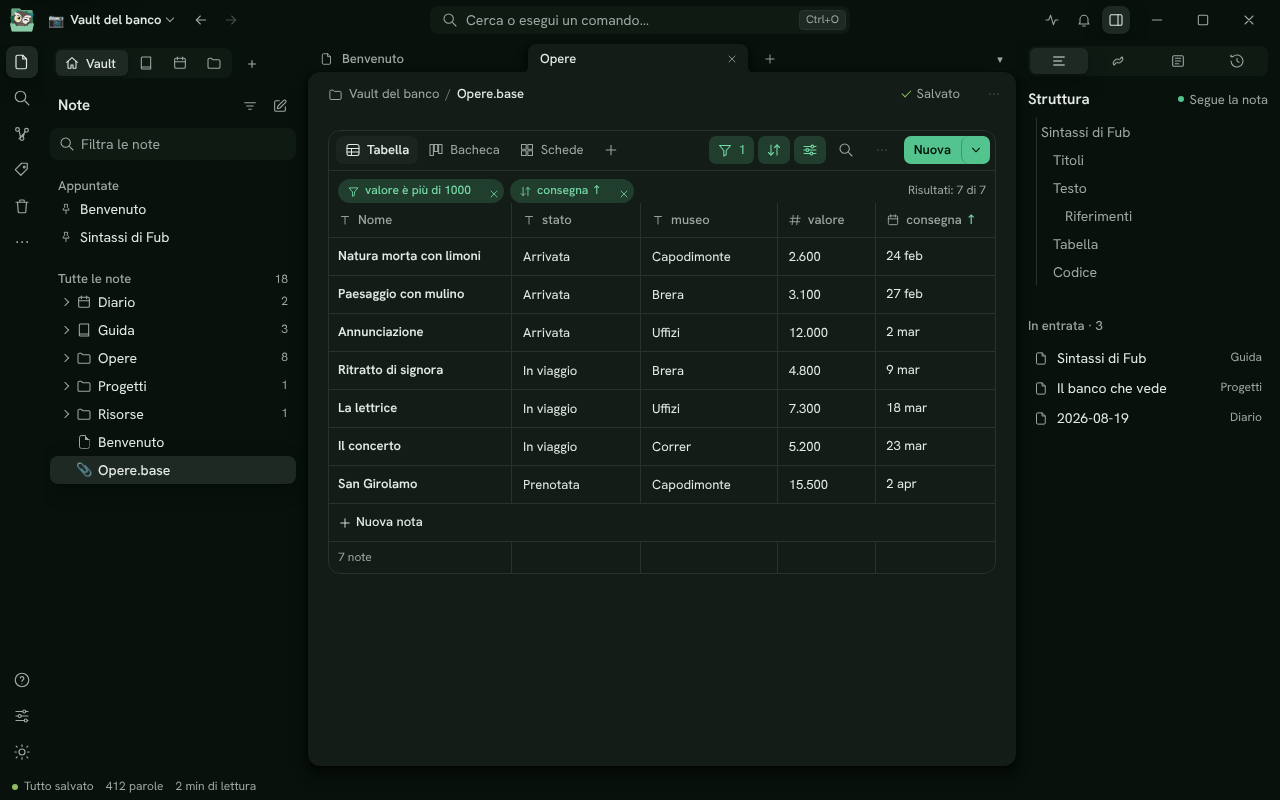 Vault del banco
Cerca o esegui un comando…
Ctrl+O
Vault
Note
Filtra le note
Appuntate
Benvenuto
Sintassi di Fub
Tutte le note 18
Diario 2
Guida 3
Opere 8
Progetti 1
Risorse 1
Benvenuto
Opere.base
Tutto salvato 412 parole 2 min di lettura
Benvenuto
Opere
Vault del banco / Opere.base
Salvato
Tabella Bacheca Schede
1
Nuova
valore è più di 1000
consegna ↑
Risultati: 7 di 7
Nome stato museo valore consegna ↑
Natura morta con limoni Arrivata Capodimonte 2.600 24 feb
Paesaggio con mulino Arrivata Brera 3.100 27 feb
Annunciazione Arrivata Uffizi 12.000 2 mar
Ritratto di signora In viaggio Brera 4.800 9 mar
La lettrice In viaggio Uffizi 7.300 18 mar
Il concerto In viaggio Correr 5.200 23 mar
San Girolamo Prenotata Capodimonte 15.500 2 apr
Nuova nota
7 note
Struttura
Segue la nota
Sintassi di Fub
Titoli
Testo
Riferimenti
Tabella
Codice
In entrata · 3
Sintassi di Fub Guida
Il banco che vede Progetti
2026-08-19 Diario